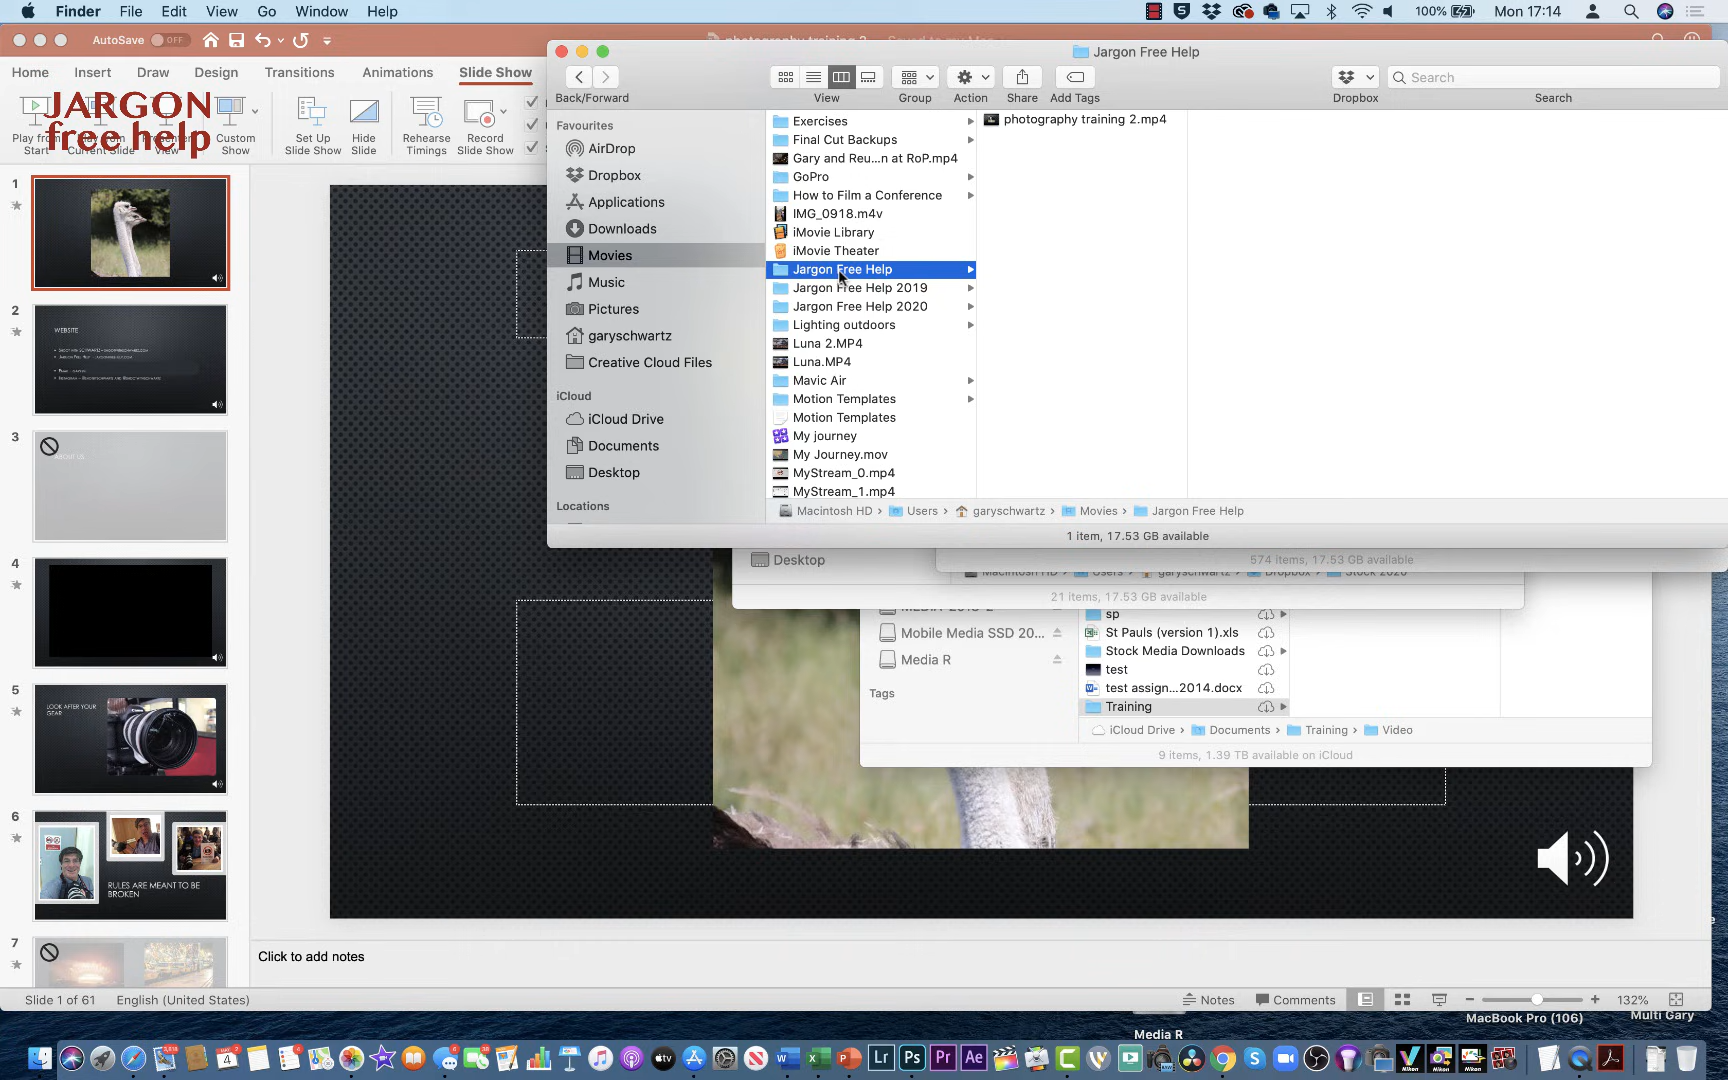 Finder File Edit View Go Window Help
100% Mon 17:14
AutoSave OFF
Home Insert Draw Design Transitions Animations Slide Show
JARGON
free help
Play from Start
Current Slide
View
Custom Show
Set Up Slide Show
Hide Slide
Rehearse Timings
Record Slide Show
Jargon Free Help
Back/Forward
View
Group
Action
Share
Add Tags
Dropbox
Search
Search
Favourites
AirDrop
Dropbox
Applications
Downloads
Movies
Music
Pictures
garyschwartz
Creative Cloud Files
iCloud
iCloud Drive
Documents
Desktop
Locations
Exercises
Final Cut Backups
Gary and Reu...n at RoP.mp4
GoPro
How to Film a Conference
IMG_0918.m4v
iMovie Library
iMovie Theater
Jargon Free Help
Jargon Free Help 2019
Jargon Free Help 2020
Lighting outdoors
Luna 2.MP4
Luna.MP4
Mavic Air
Motion Templates
Motion Templates
My journey
My Journey.mov
MyStream_0.mp4
MyStream_1.mp4
photography training 2.mp4
Macintosh HD › Users › garyschwartz › Movies › Jargon Free Help
1 item, 17.53 GB available
Desktop
574 items, 17.53 GB available
21 items, 17.53 GB available
Mobile Media SSD 20...
Media R
Tags
sp
St Pauls (version 1).xls
Stock Media Downloads
test
test assign...2014.docx
Training
iCloud Drive › Documents › Training › Video
9 items, 1.39 TB available on iCloud
1
2
WEBSITE
3
ABOUT US
4
5
LOOK AFTER YOUR
GEAR
6
RULES ARE MEANT TO BE
BROKEN
7
Click to add notes
Slide 1 of 61 English (United States)
Notes Comments 132%
MacBook Pro (106)
Multi Gary
Media R